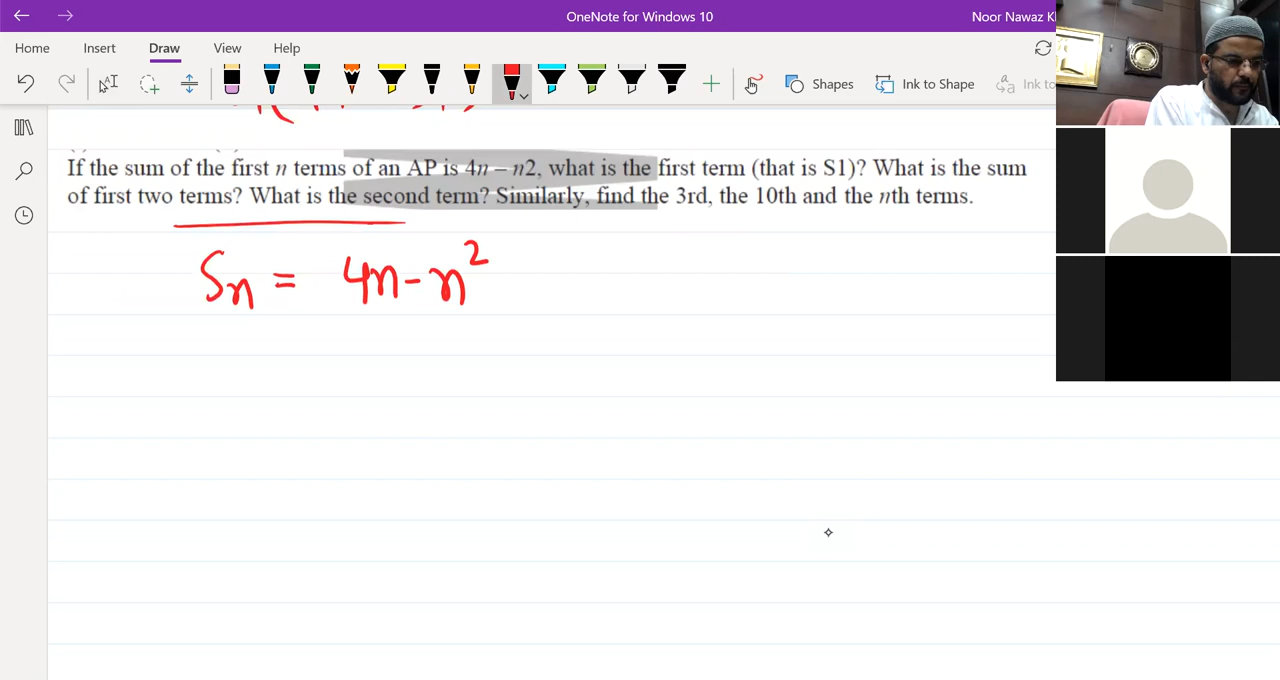 OneNote for Windows 10
Noor Nawaz K
Home Insert Draw View Help
Shapes Ink to Shape Ink to
If the sum of the first n terms of an AP is 4n – n2, what is the first term (that is S1)? What is the sum
of first two terms? What is the second term? Similarly, find the 3rd, the 10th and the nth terms.
Sn = 4n - n²